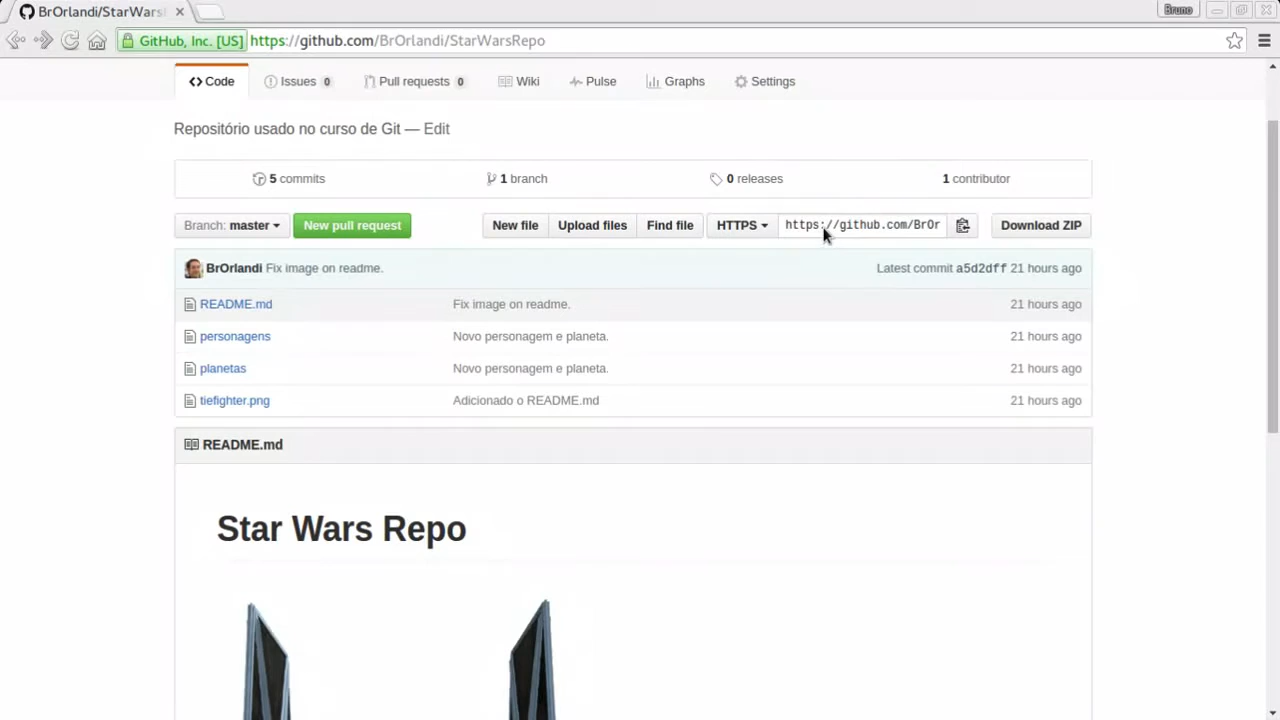 BrOrlandi/StarWarsI
Bruno
GitHub, Inc. [US] https://github.com/BrOrlandi/StarWarsRepo
Code Issues 0 Pull requests 0 Wiki Pulse Graphs Settings
Repositório usado no curso de Git — Edit
5 commits 1 branch 0 releases 1 contributor
Branch: master New pull request New file Upload files Find file HTTPS https://github.com/BrOr Download ZIP
BrOrlandi Fix image on readme. Latest commit a5d2dff 21 hours ago
README.md Fix image on readme. 21 hours ago
personagens Novo personagem e planeta. 21 hours ago
planetas Novo personagem e planeta. 21 hours ago
tiefighter.png Adicionado o README.md 21 hours ago
README.md
Star Wars Repo